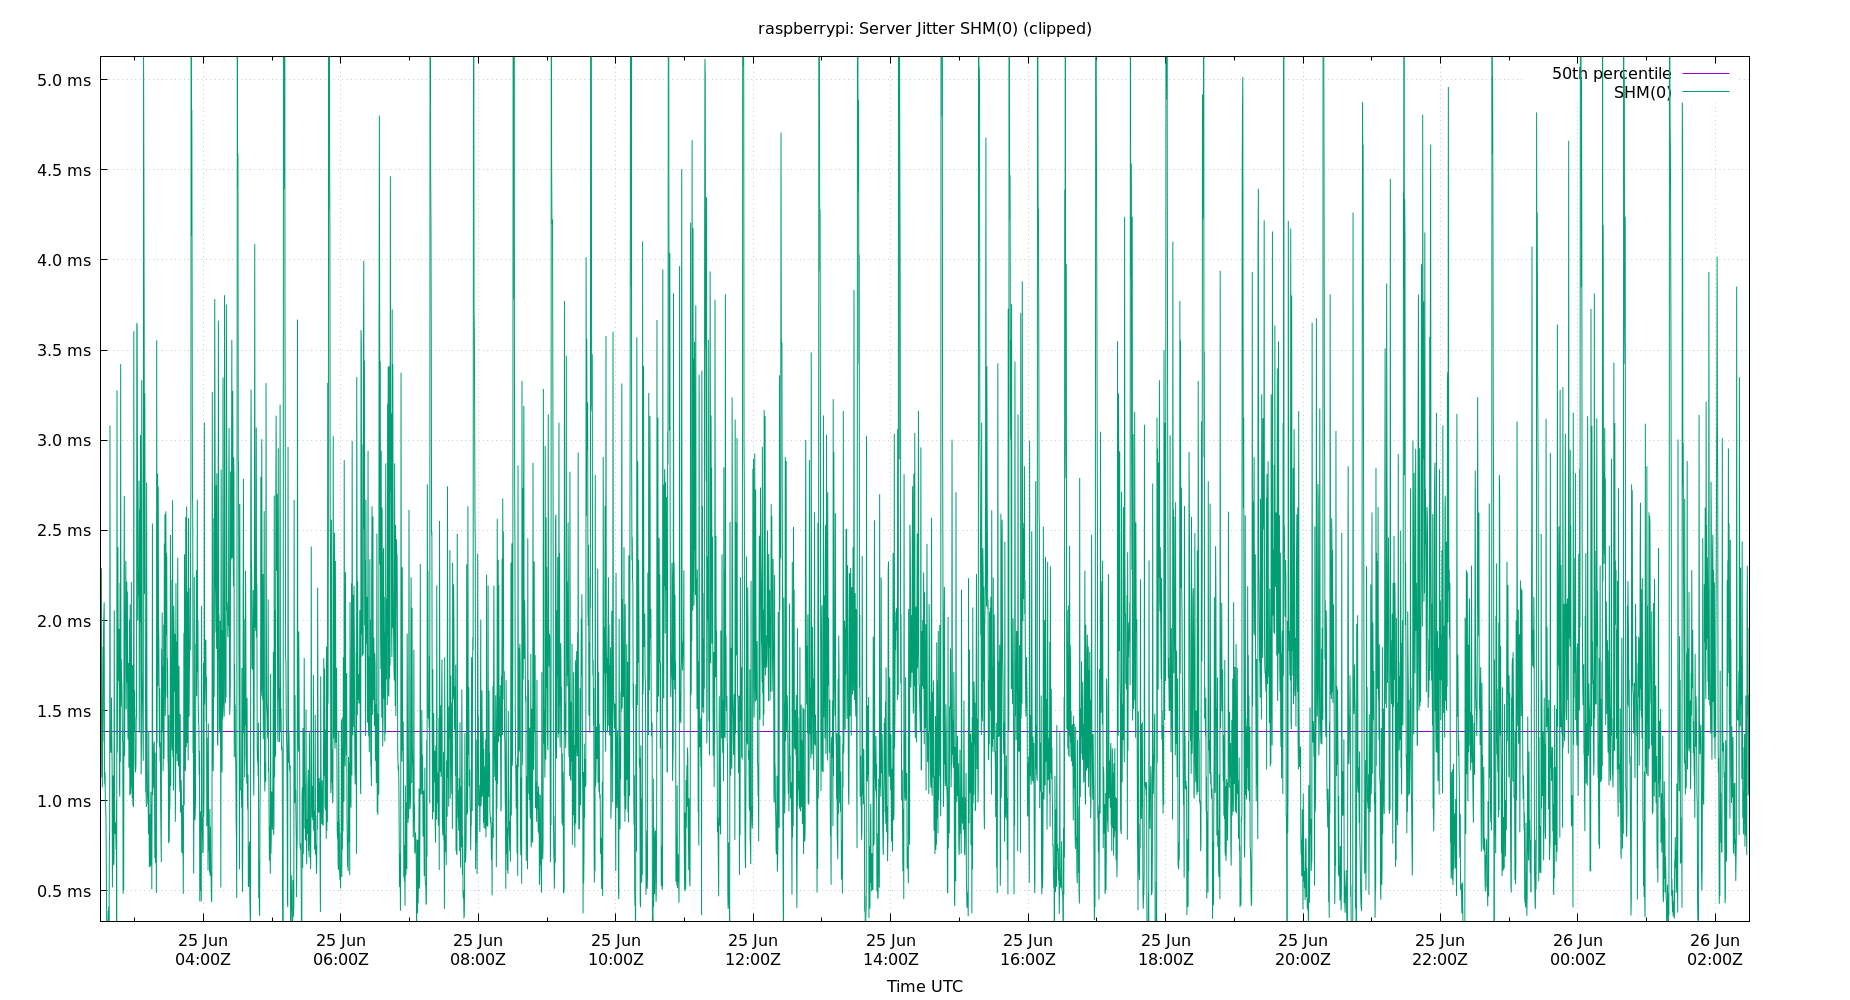 raspberrypi: Server Jitter SHM(0) (clipped)
5.0 ms
50th percentile
SHM(0)
4.5 ms
4.0 ms
3.5 ms
3.0 ms
2.5 ms
2.0 ms
1.5 ms
1.0 ms
0.5 ms
25 Jun 25 Jun 25 Jun 25 Jun 25 Jun 25 Jun 25 Jun 25 Jun 25 Jun 25 Jun 26 Jun 26 Jun
04:00Z 06:00Z 08:00Z 10:00Z 12:00Z 14:00Z 16:00Z 18:00Z 20:00Z 22:00Z 00:00Z 02:00Z
Time UTC